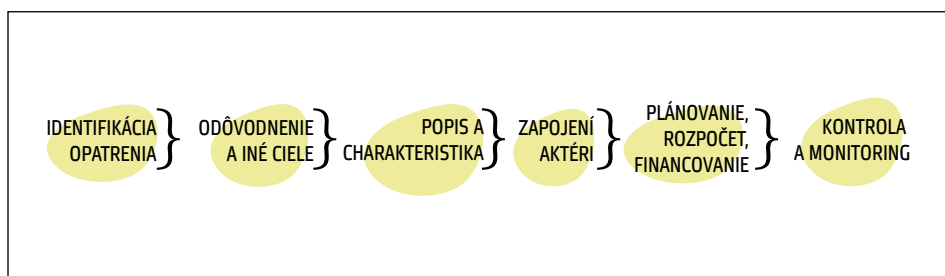 IDENTIFIKÁCIA
OPATRENIA
ODÔVODNENIE
A INÉ CIELE
POPIS A
CHARAKTERISTIKA
ZAPOJENÍ
AKTÉRI
PLÁNOVANIE,
ROZPOČET,
FINANCOVANIE
KONTROLA
A MONITORING